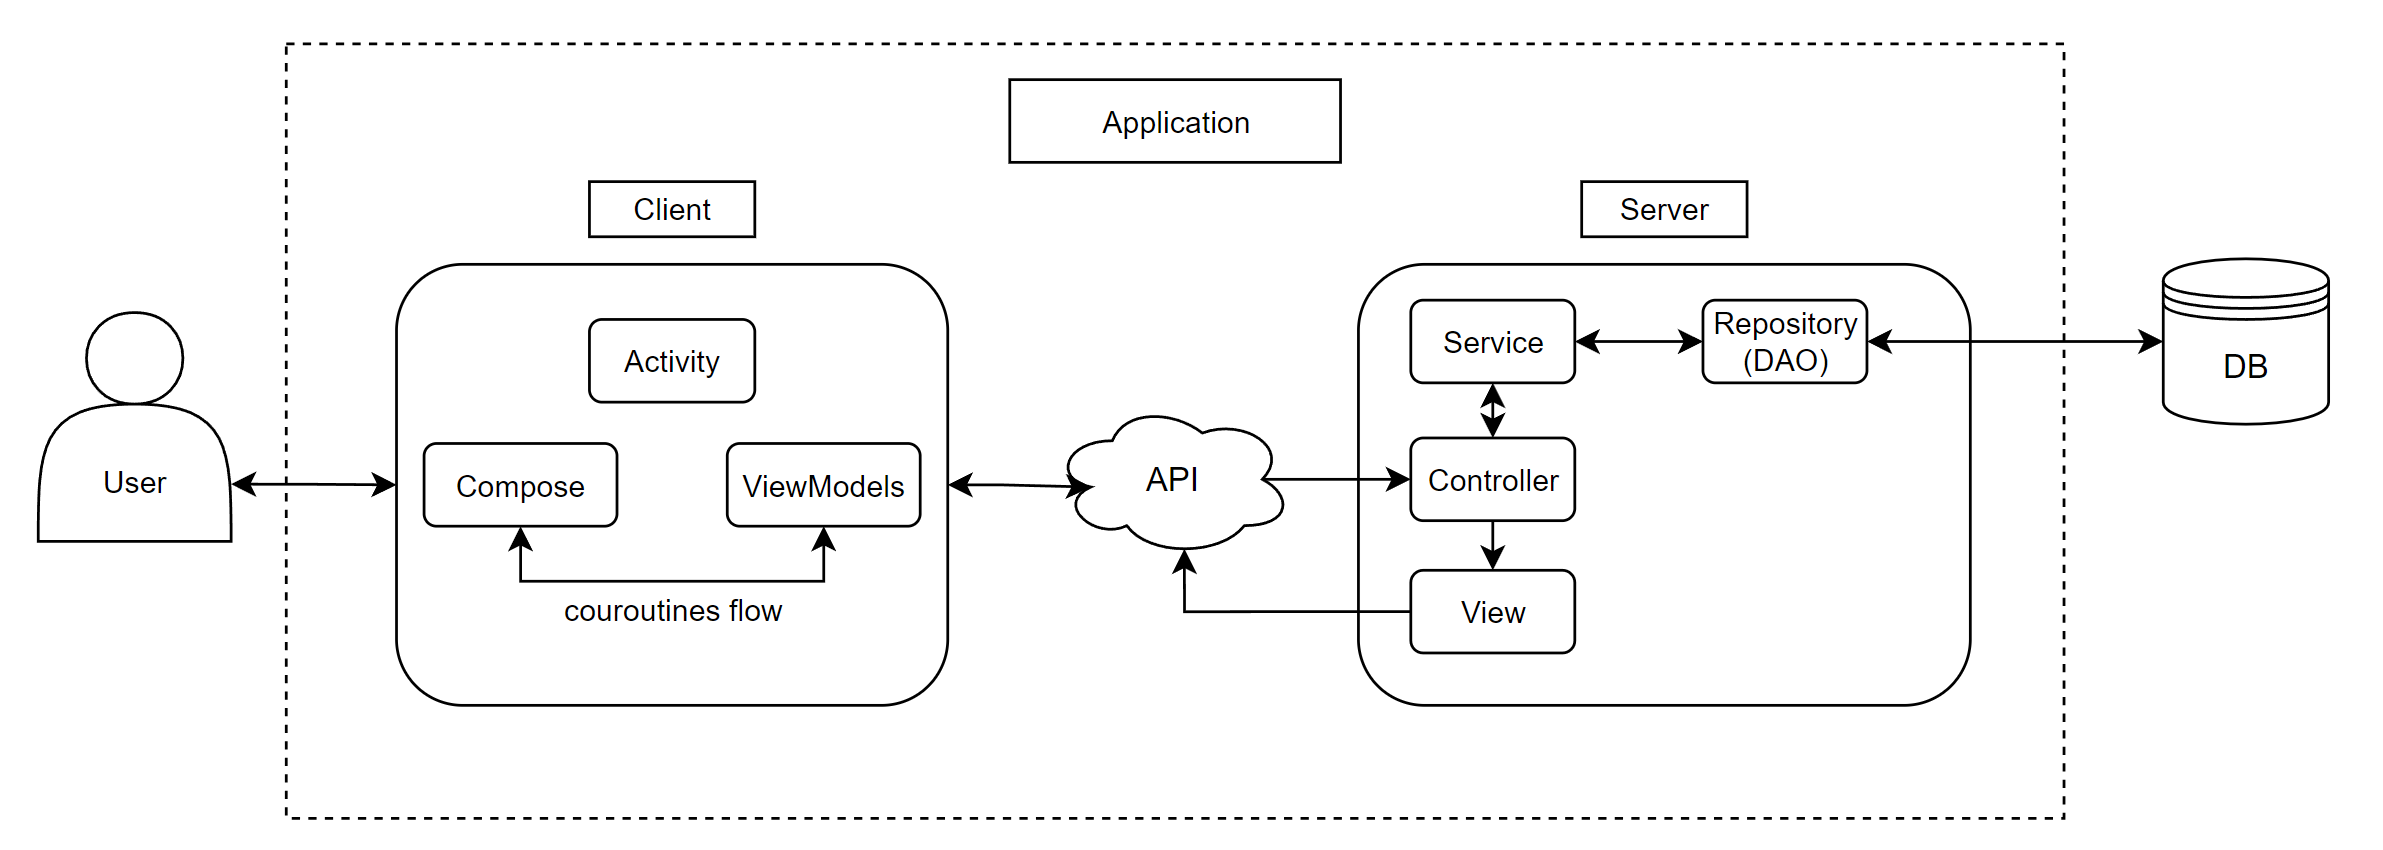 Application
Client
Server
Activity
Service
Repository
(DAO)
DB
User
Compose
ViewModels
API
Controller
couroutines flow
View